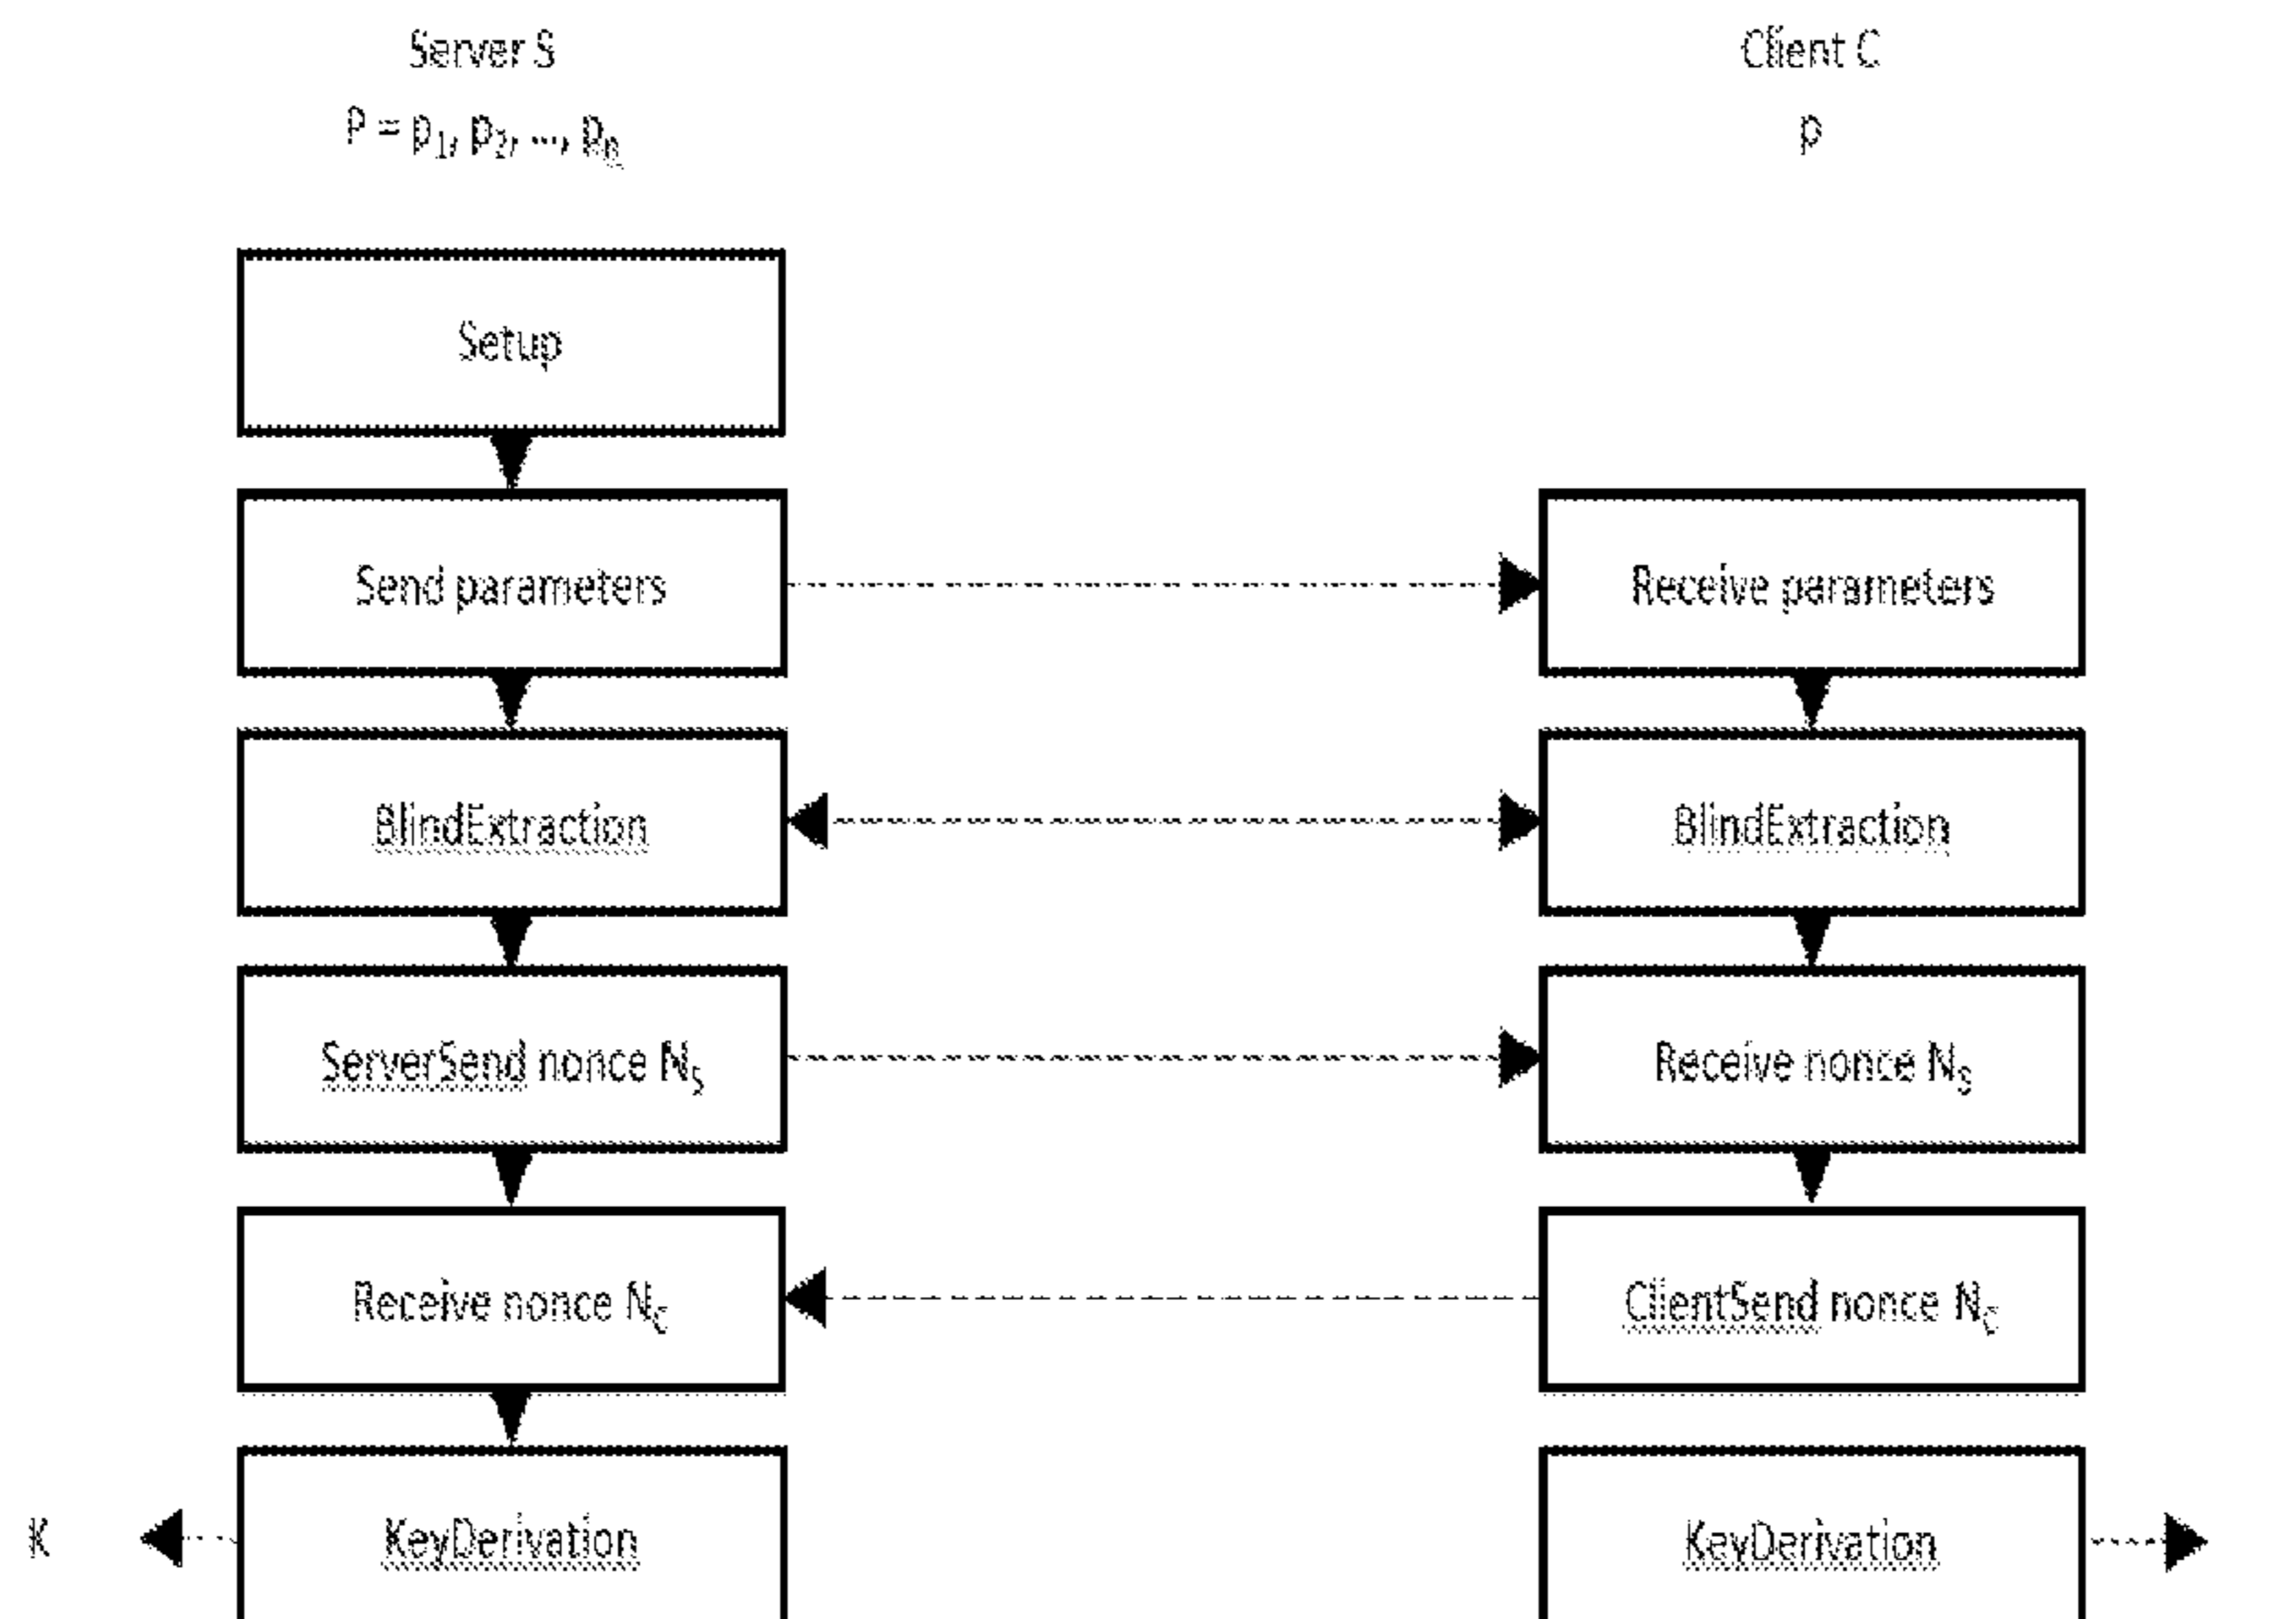 Server S
Client C
P = p1, p2, ..., pn
p
Setup
Send parameters
Receive parameters
BlindExtraction
BlindExtraction
ServerSend nonce NS
Receive nonce NS
Receive nonce NC
ClientSend nonce NC
K
KeyDerivation
KeyDerivation